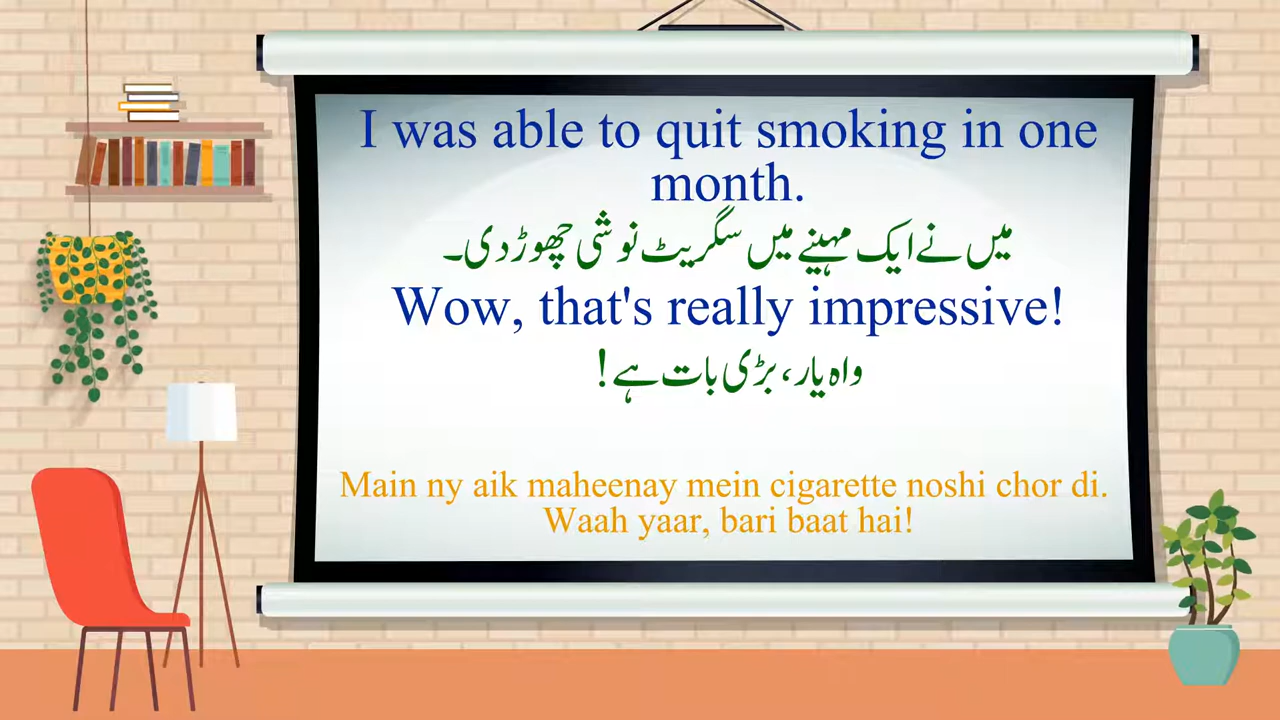 I was able to quit smoking in one
month.
میں نے ایک مہینے میں سگریٹ نوشی چھوڑ دی۔
Wow, that's really impressive!
واہ یار، بڑی بات ہے!
Main ny aik maheenay mein cigarette noshi chor di.
Waah yaar, bari baat hai!